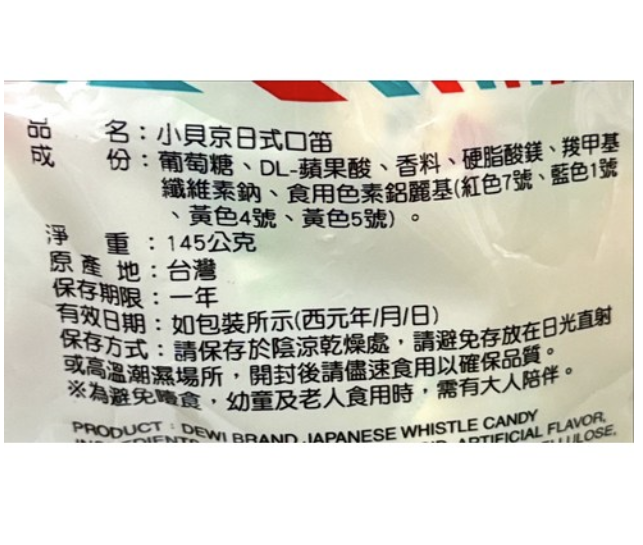 品　　名：小貝京日式口笛
成　　份：葡萄糖、DL-蘋果酸、香料、硬脂酸鎂、羧甲基
纖維素鈉、食用色素鋁麗基(紅色7號、藍色1號
、黃色4號、黃色5號)。
淨　　重：145公克
原 產 地：台灣
保存期限：一年
有效日期：如包裝所示(西元年/月/日)
保存方式：請保存於陰涼乾燥處，請避免存放在日光直射
或高溫潮濕場所，開封後請儘速食用以確保品質。
※為避免噎食，幼童及老人食用時，需有大人陪伴。
PRODUCT：DEWI BRAND JAPANESE WHISTLE CANDY
ARTIFICIAL FLAVOR,